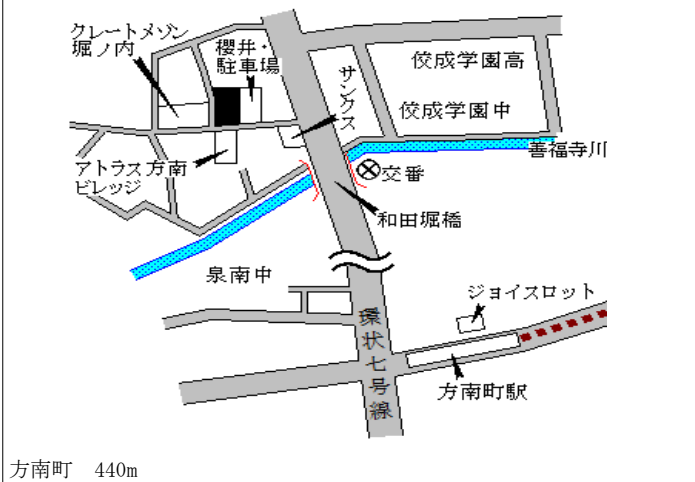 クレートメゾン
堀ノ内
櫻井・
駐車場
サンクス
佼成学園高
佼成学園中
善福寺川
アトラス方南
ビレッジ
交番
和田堀橋
泉南中
ジョイスロット
環状七号線
方南町駅
方南町　440m